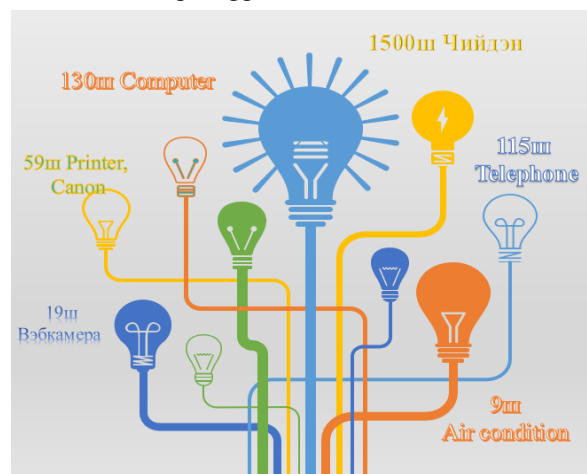 1500ш Чийдэн
130ш Computer
115ш
Telephone
59ш Printer,
Canon
19ш
Вэбкамера
9ш
Air condition